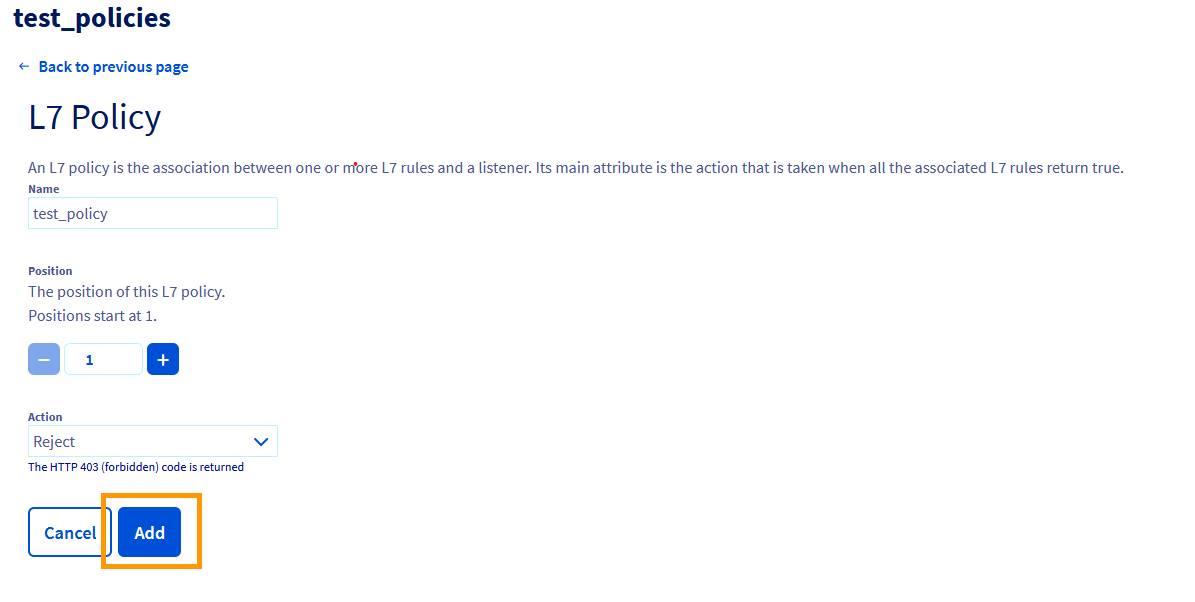 test_policies
← Back to previous page
L7 Policy
An L7 policy is the association between one or more L7 rules and a listener. Its main attribute is the action that is taken when all the associated L7 rules return true.
Name
test_policy
Position
The position of this L7 policy.
Positions start at 1.
− 1 +
Action
Reject
The HTTP 403 (forbidden) code is returned
Cancel Add